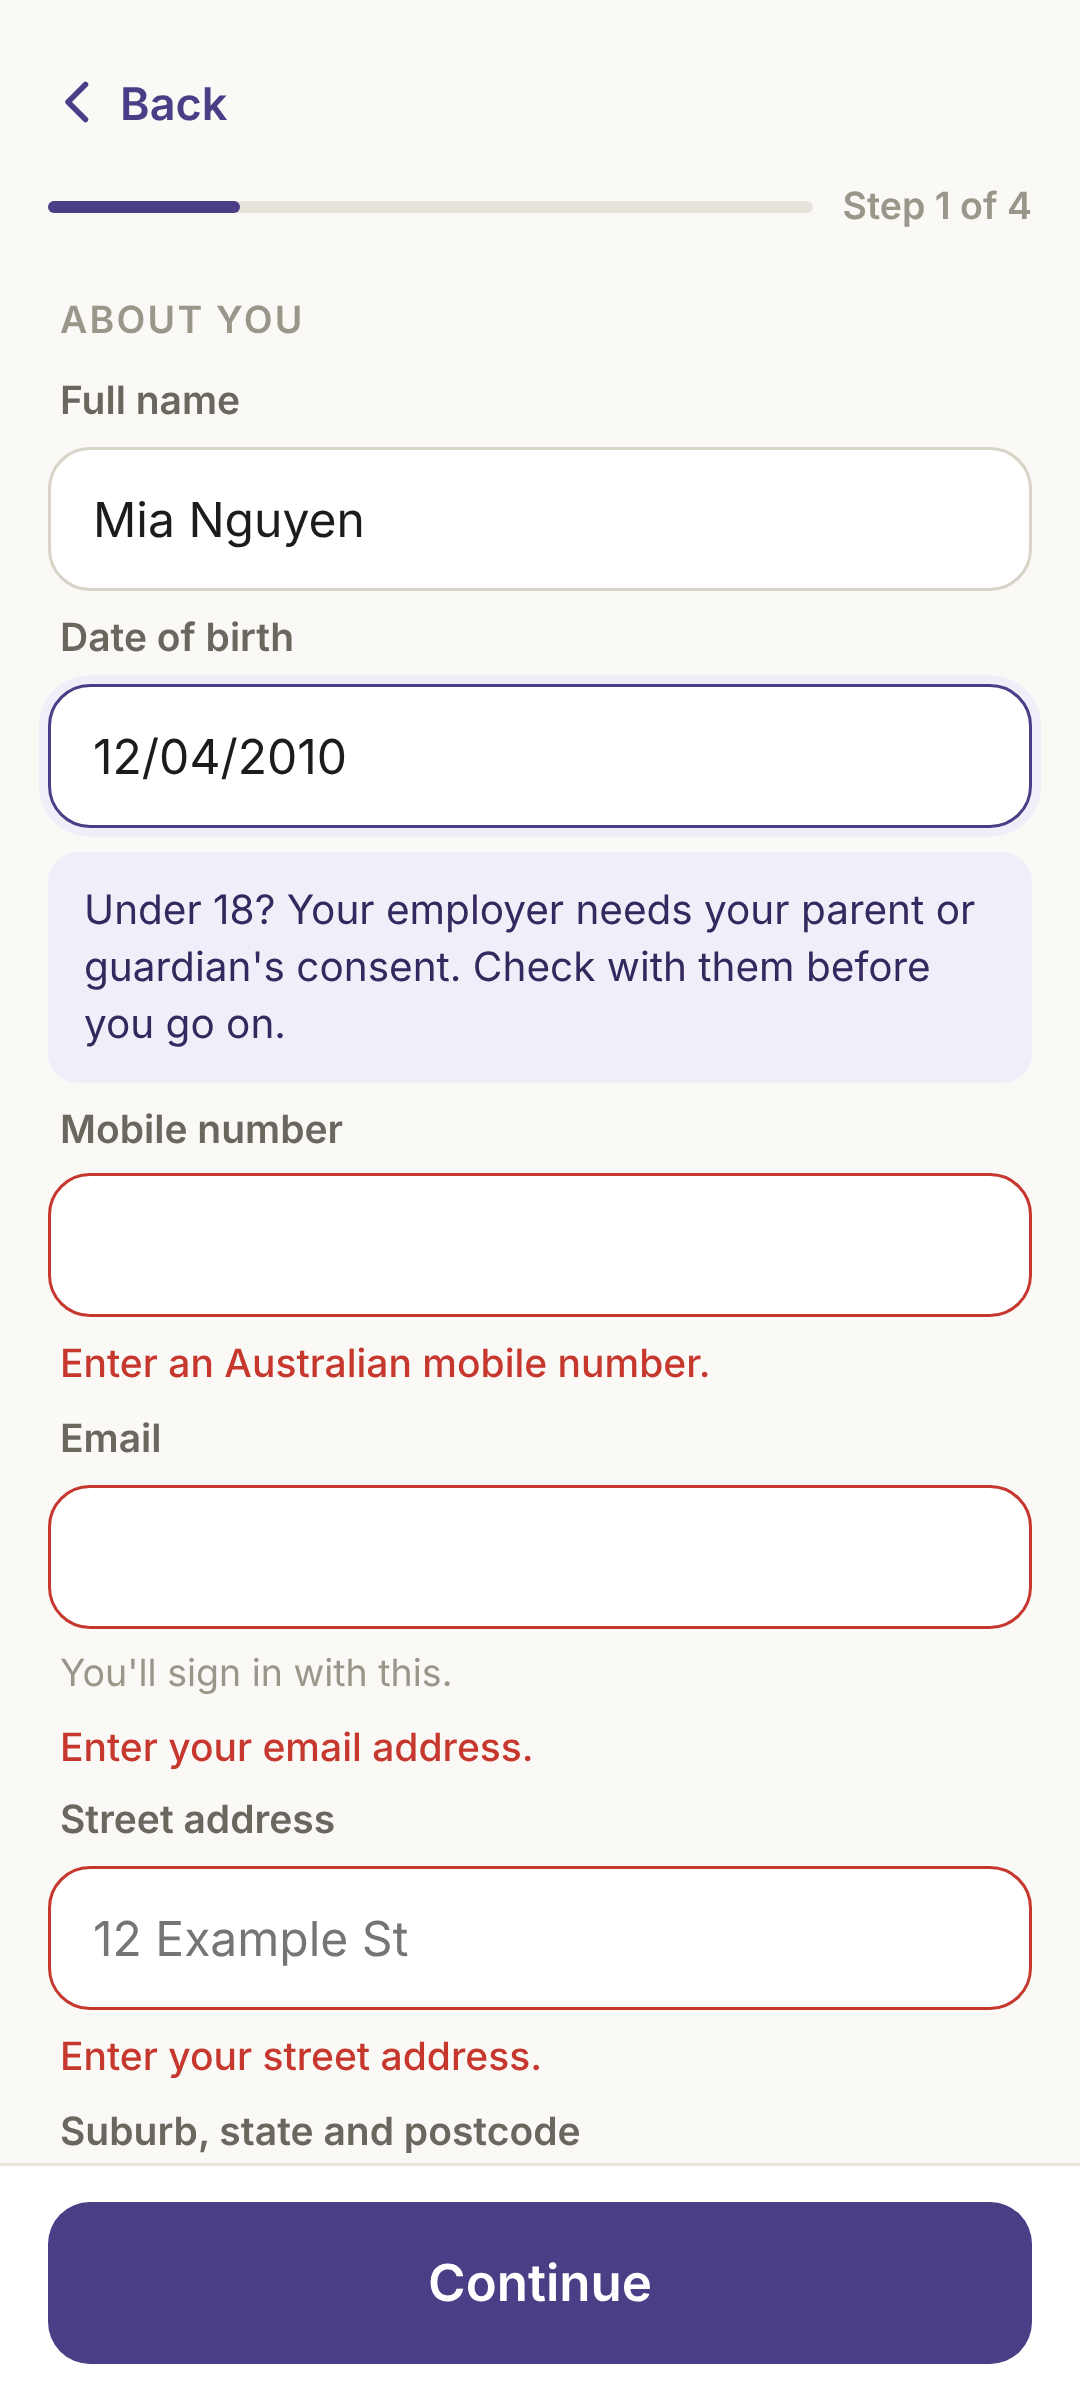 Back
Step 1 of 4
ABOUT YOU
Full name
Mia Nguyen
Date of birth
12/04/2010
Under 18? Your employer needs your parent or
guardian's consent. Check with them before
you go on.
Mobile number
Enter an Australian mobile number.
Email
You'll sign in with this.
Enter your email address.
Street address
12 Example St
Enter your street address.
Suburb, state and postcode
Continue